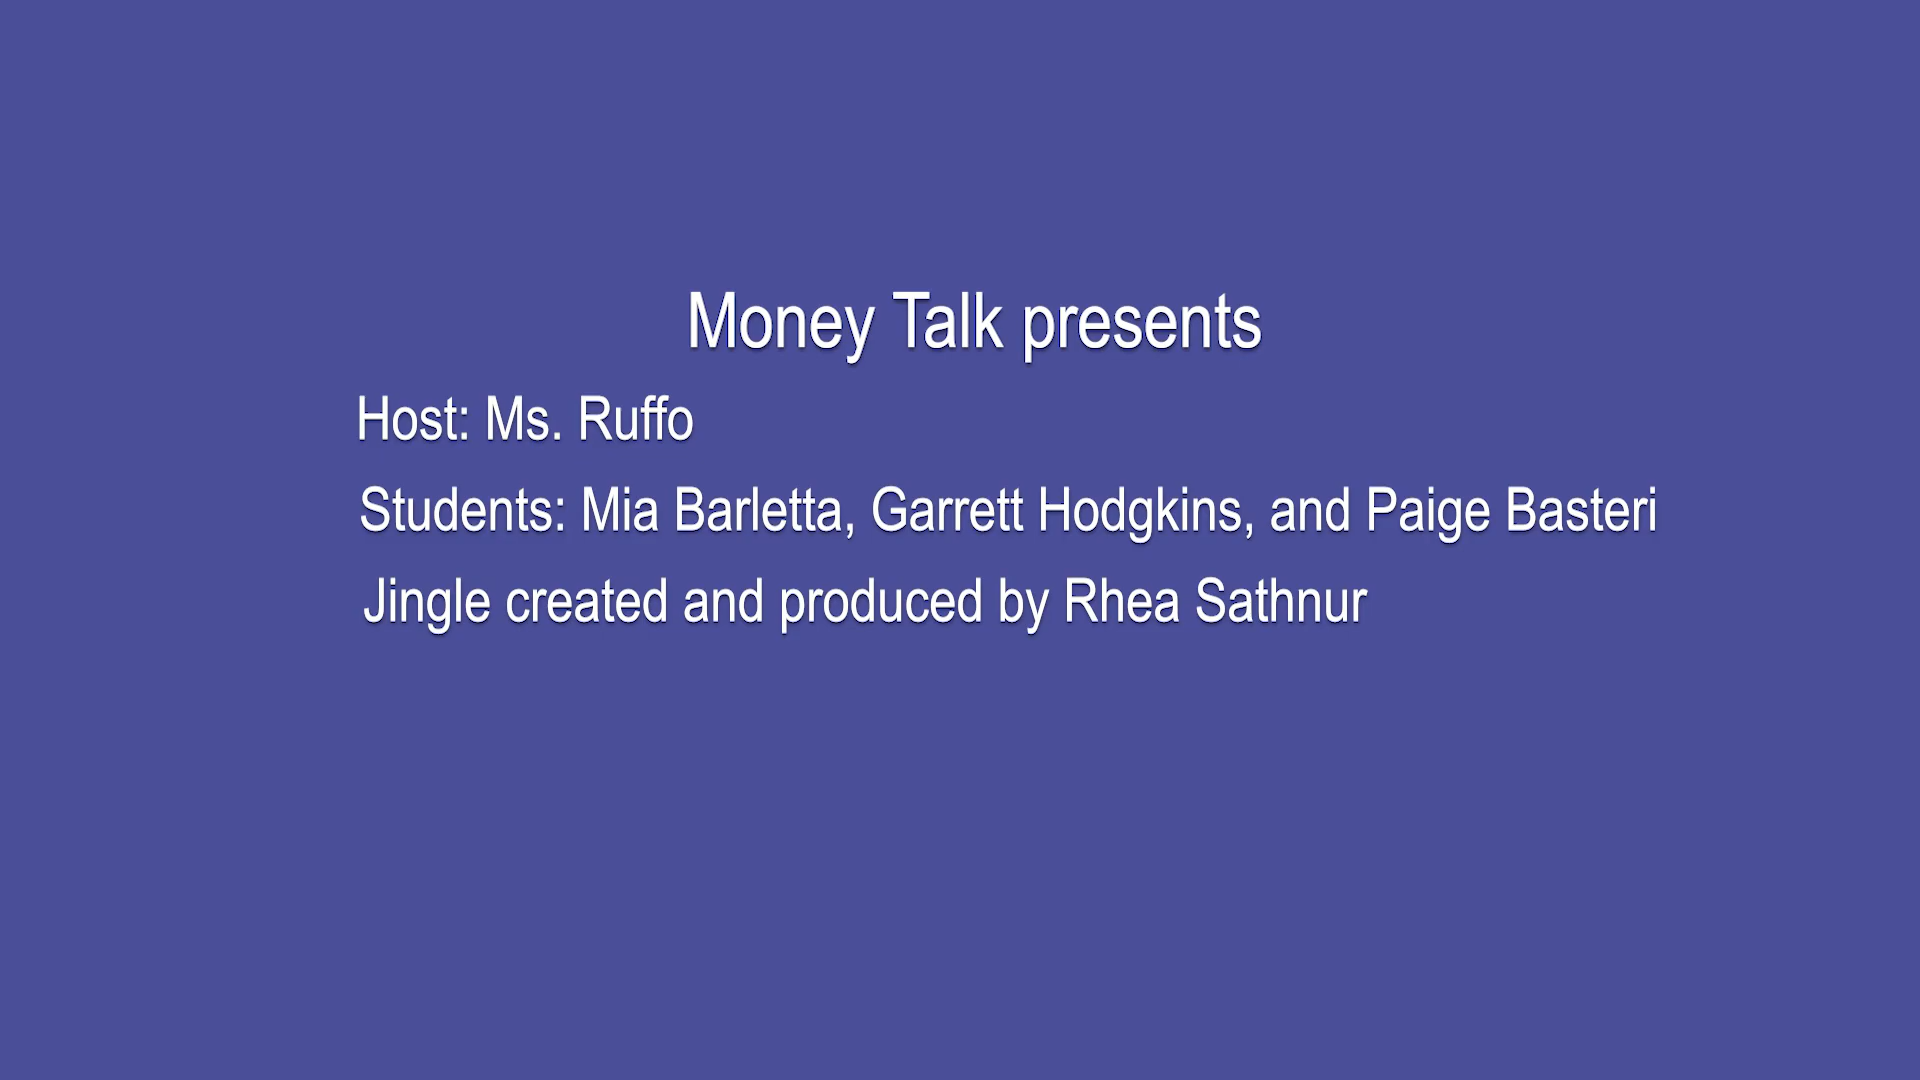 Money Talk presents
Host: Ms. Ruffo
Students: Mia Barletta, Garrett Hodgkins, and Paige Basteri
Jingle created and produced by Rhea Sathnur